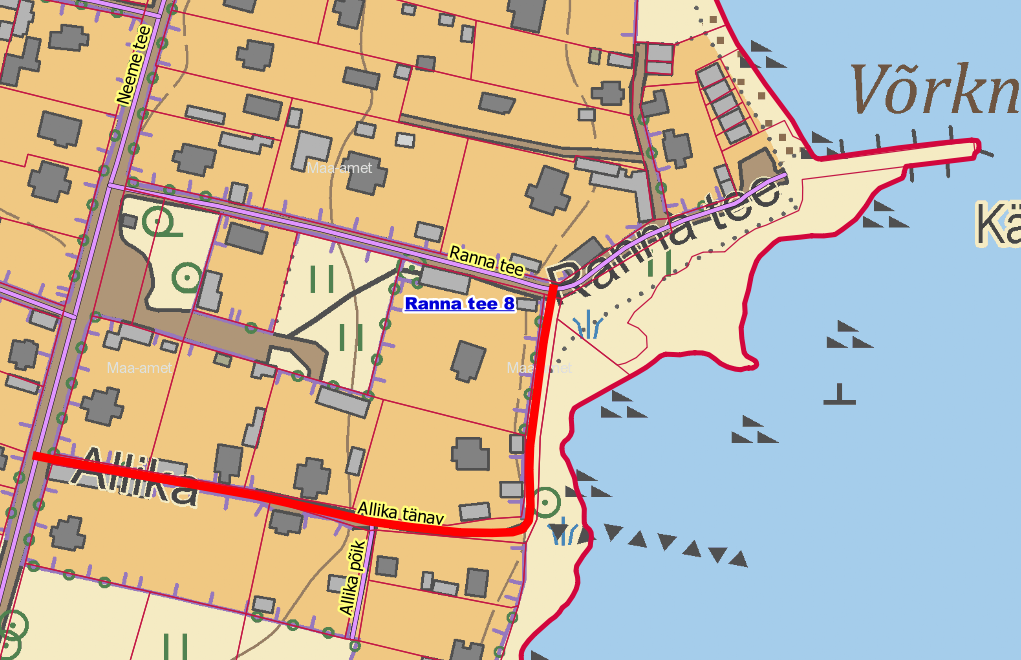 Neeme tee
Võrkn
Maa-amet
Ranna tee
Kä
Ranna tee
Ranna tee 8
Maa-amet
Maa-amet
Allika
Allika tänav
Allika põik